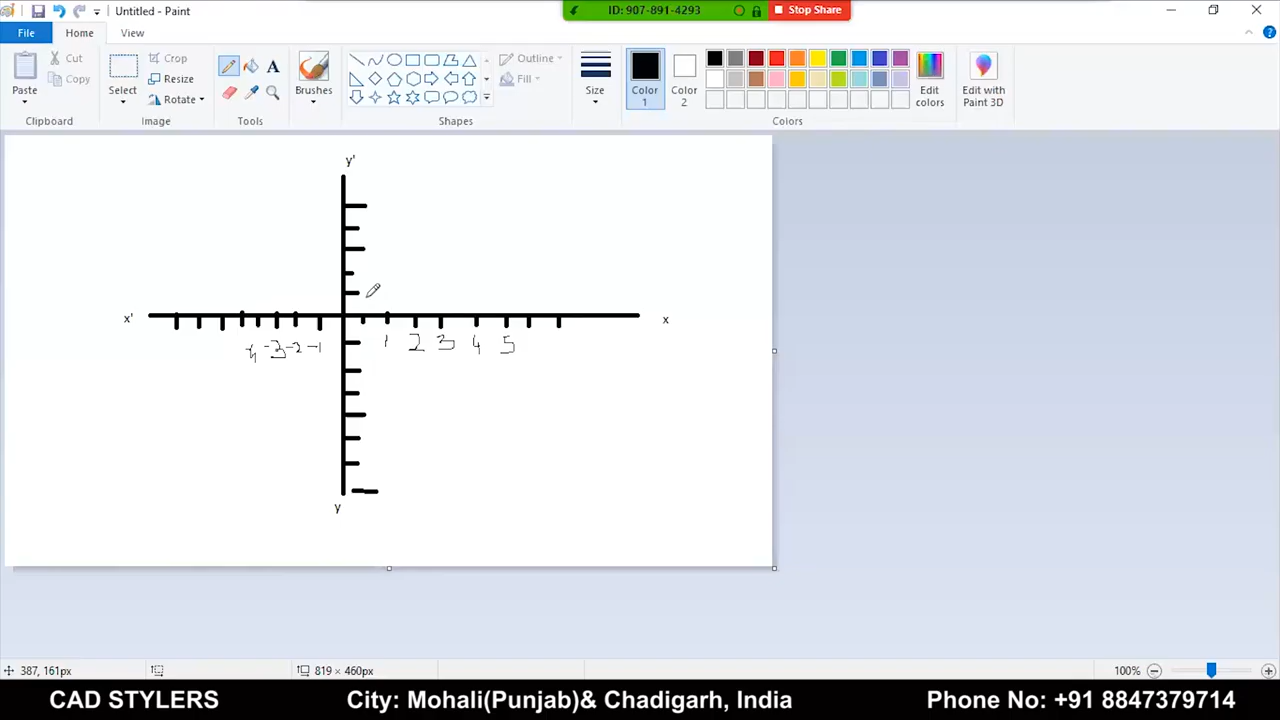 Untitled - Paint
ID: 907-891-4293
Stop Share
File
Home
View
Paste
Cut
Copy
Clipboard
Select
Crop
Resize
Rotate
Image
A
Tools
Brushes
Outline
Fill
Shapes
Size
Color 1
Color 2
Edit colors
Colors
Edit with Paint 3D
y'
x'
x
-4 -3 -2 -1 1 2 3 4 5
y
387, 161px
819 × 460px
100%
CAD STYLERS City: Mohali(Punjab)& Chadigarh, India Phone No: +91 8847379714